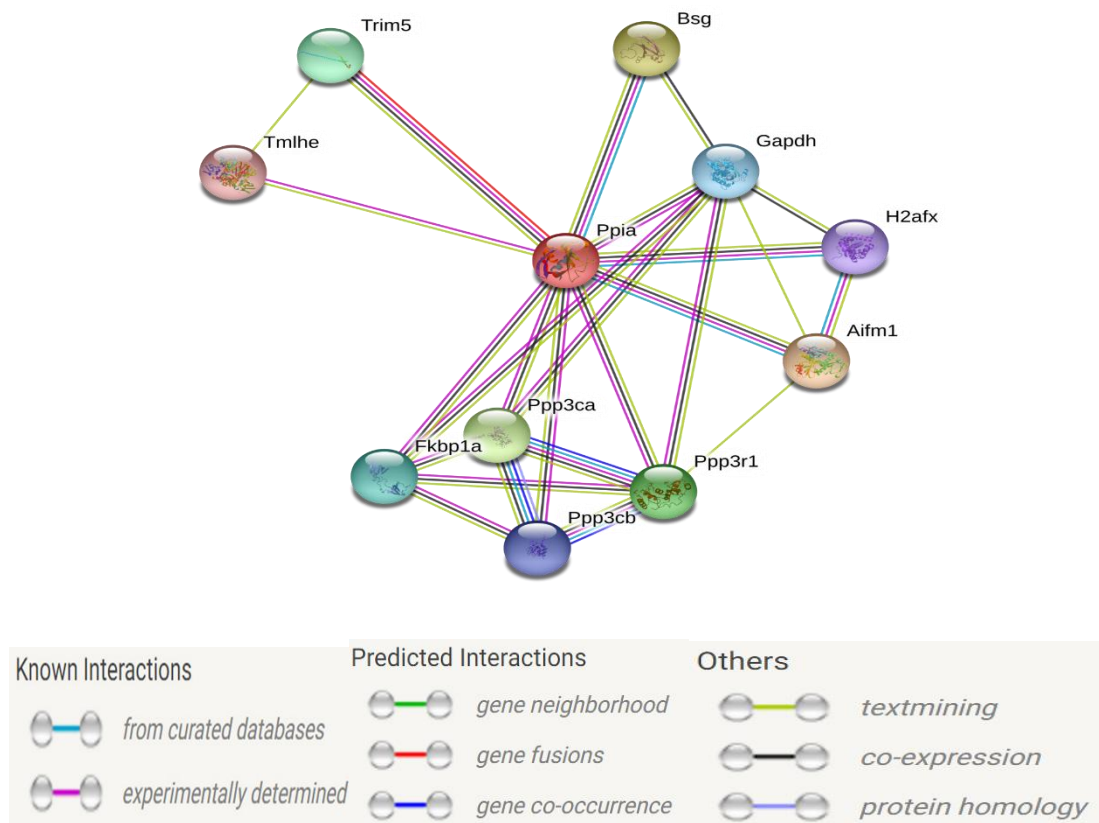 Trim5
Bsg
Tmlhe
Gapdh
H2afx
Ppia
Aifm1
Ppp3ca
Fkbp1a
Ppp3r1
Ppp3cb
Known Interactions
from curated databases
experimentally determined
Predicted Interactions
gene neighborhood
gene fusions
gene co-occurrence
Others
textmining
co-expression
protein homology